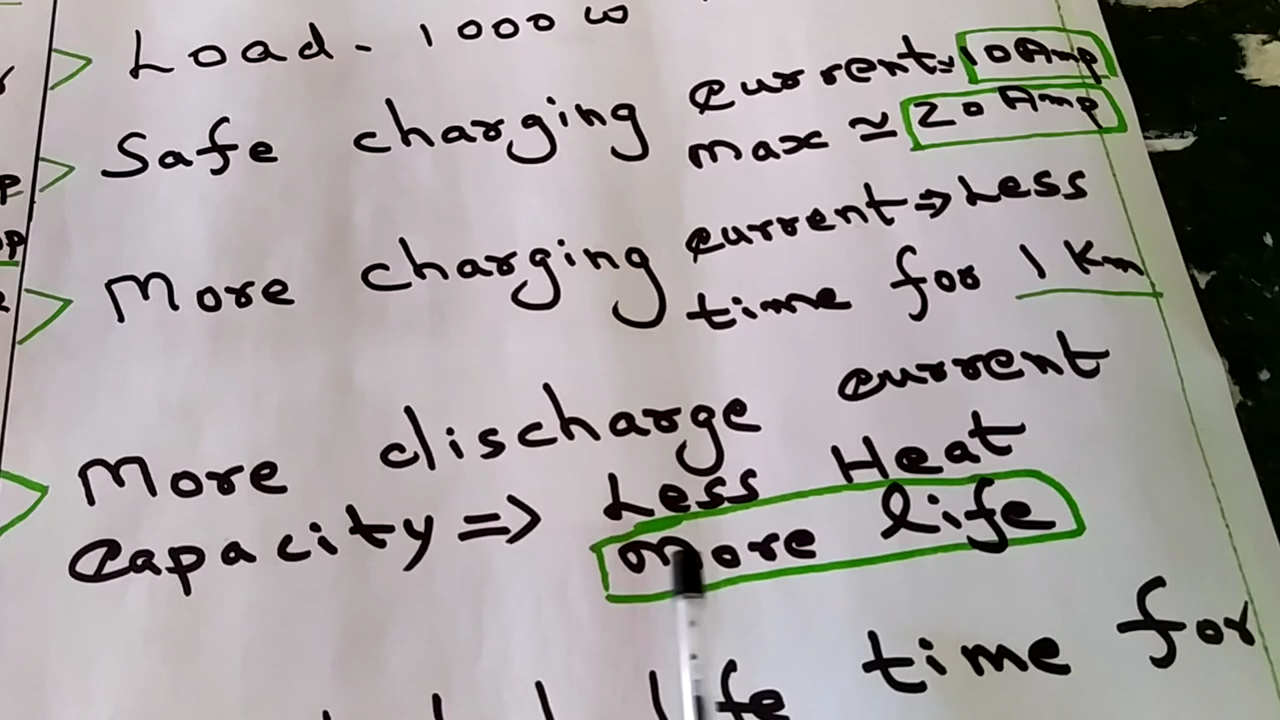 Load - 1000 w
Safe charging current = 10 Amp
max ≃ 20 Amp
More charging current ⇒ Less
time for 1 Km
More discharge current
capacity ⇒ Less Heat
More life
life time for